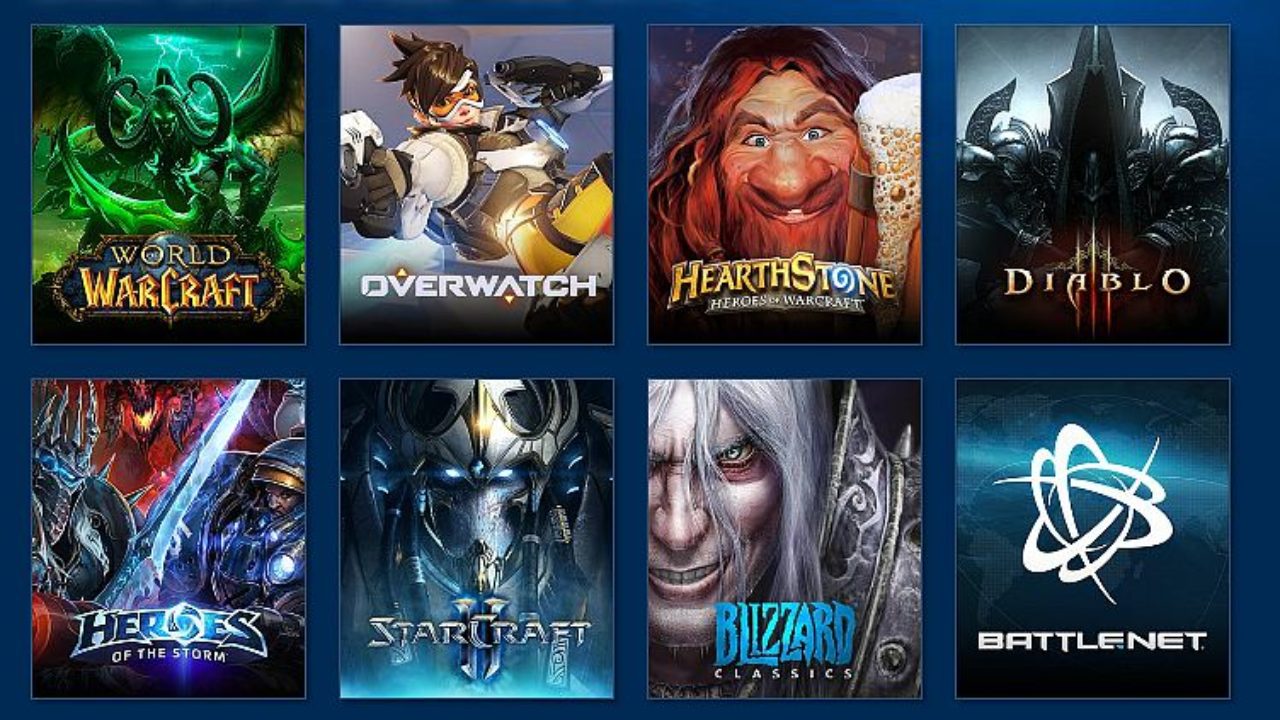 WORLD
OF
WARCRAFT
OVERWATCH
HEARTHSTONE
HEROES OF WARCRAFT
DIABLO
III
HEROES
OF THE STORM
STARCRAFT
II
BLIZZARD
CLASSICS
BATTLE.NET